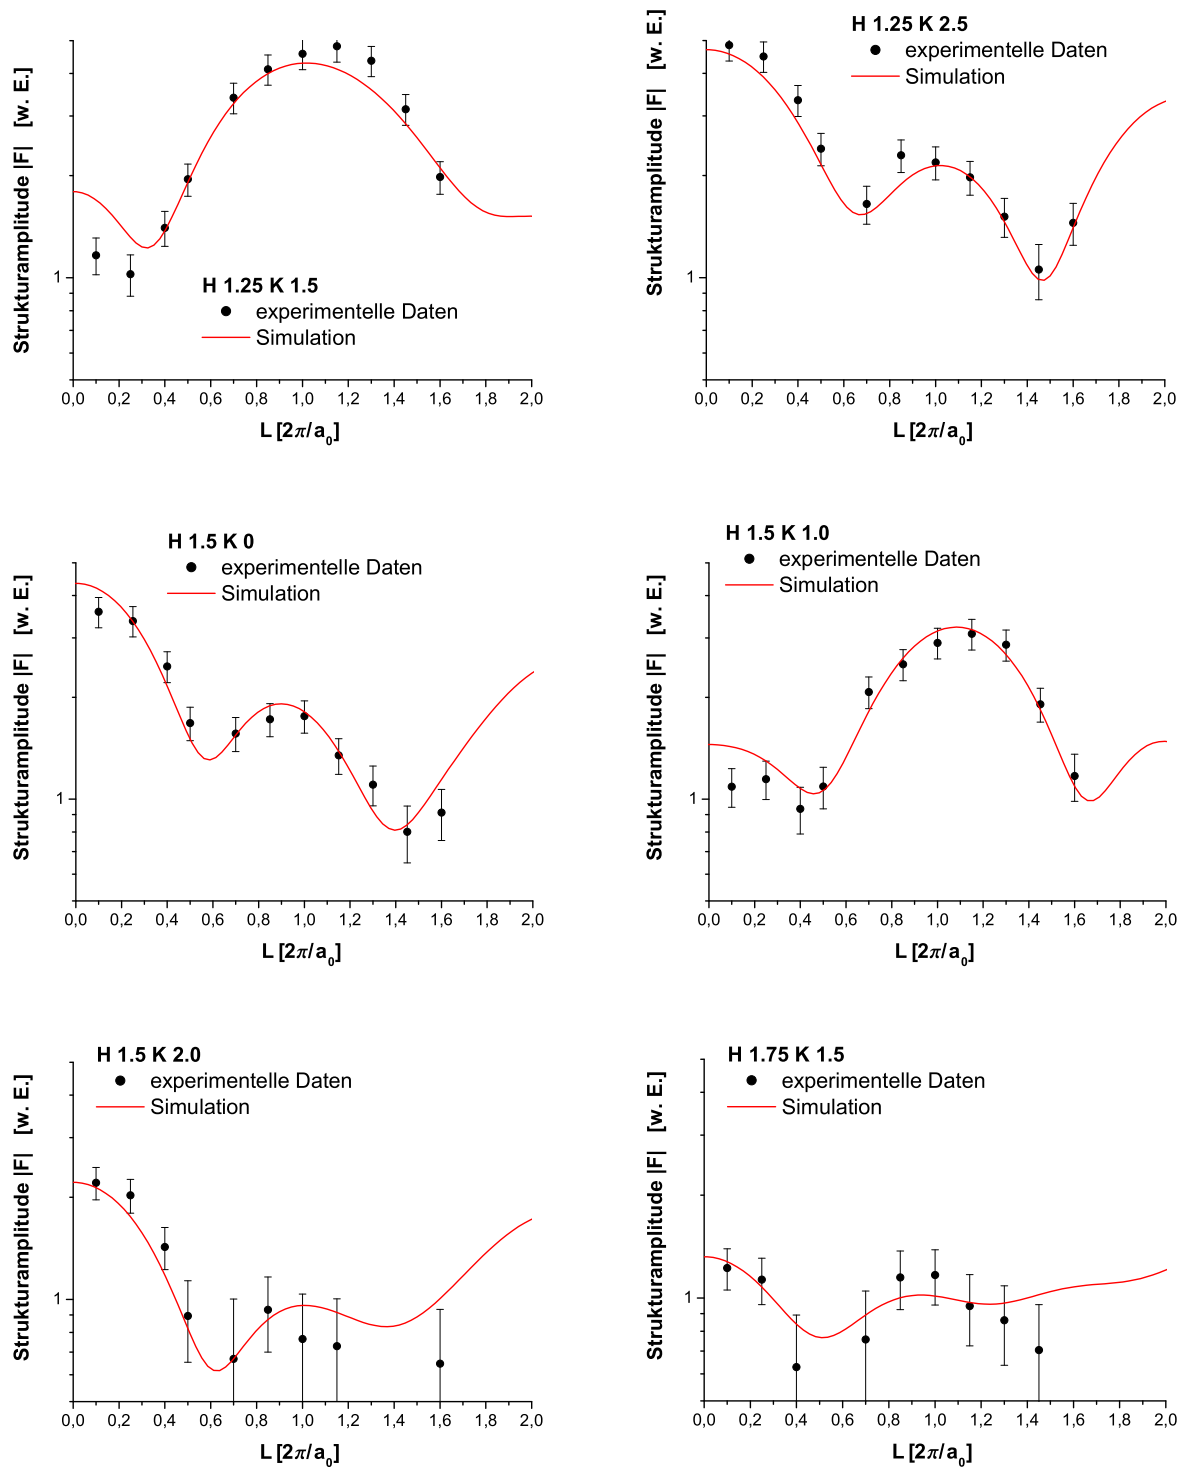 H 1.25 K 1.5
experimentelle Daten
Simulation
Strukturamplitude |F| [w. E.]
1
0,0 0,2 0,4 0,6 0,8 1,0 1,2 1,4 1,6 1,8 2,0
L [2π/a₀]
H 1.25 K 2.5
experimentelle Daten
Simulation
Strukturamplitude |F| [w. E.]
1
0,0 0,2 0,4 0,6 0,8 1,0 1,2 1,4 1,6 1,8 2,0
L [2π/a₀]
H 1.5 K 0
experimentelle Daten
Simulation
Strukturamplitude |F| [w. E.]
1
0,0 0,2 0,4 0,6 0,8 1,0 1,2 1,4 1,6 1,8 2,0
L [2π/a₀]
H 1.5 K 1.0
experimentelle Daten
Simulation
Strukturamplitude |F| [w. E.]
1
0,0 0,2 0,4 0,6 0,8 1,0 1,2 1,4 1,6 1,8 2,0
L [2π/a₀]
H 1.5 K 2.0
experimentelle Daten
Simulation
Strukturamplitude |F| [w. E.]
1
0,0 0,2 0,4 0,6 0,8 1,0 1,2 1,4 1,6 1,8 2,0
L [2π/a₀]
H 1.75 K 1.5
experimentelle Daten
Simulation
Strukturamplitude |F| [w. E.]
1
0,0 0,2 0,4 0,6 0,8 1,0 1,2 1,4 1,6 1,8 2,0
L [2π/a₀]